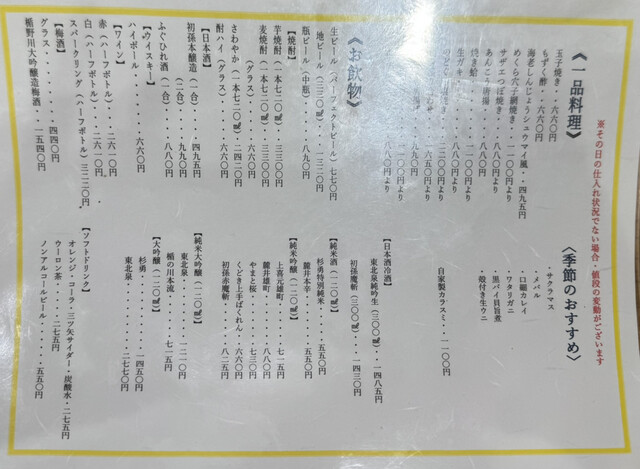 ※その日の仕入れ状況でない場合・値段の変動がございます
《一品料理》
玉子焼き・・六六〇円
もずく酢・・六六〇円
海老しんじょうシュウマイ風・・四九五円
めくら穴子網焼き・・一一〇〇円より
サザエつぼ焼き・・八八〇円より
あんこう唐揚・・八八〇円より
焼き蛤・・・・・八八〇円より
生ガキ・・
〈季節のおすすめ〉
・サクラマス
・メバル
・口細カレイ
・ワタリガニ
・黒バイ貝旨煮
・殻付き生ウニ
自家製カラスミ・・一一〇〇円
《お飲物》
生ビール（パーフェクトビール）七七〇円
地ビール（三三〇㎖）・・一三二〇円
瓶ビール（中瓶）・・・・八九〇円
【焼酎】
芋焼酎（一本七二〇㎖）・・三三〇〇円
麦焼酎（一本七二〇㎖）・・三三〇〇円
（グラス）・・・六六〇円
さわやか（一本七二〇㎖）・・二四二〇円
酎ハイ（グラス）・・・・六六〇円
【日本酒】
初孫本醸造（一合）・・・四九五円
（二合）・・・九九〇円
ふぐひれ酒（一合）・・・八八〇円
【ウイスキー】
ハイボール・・・・・・六六〇円
【ワイン】
赤（ハーフボトル）・・・二六一〇円
白（ハーフボトル）・・・二六一〇円
スパークリング（ハーフボトル）三二二〇円
【梅酒】
グラス・・・・・・・四四〇円
楯野川大吟醸造梅酒・・一五四〇円
【日本酒冷酒】
東北泉純吟生（三〇〇㎖）・・一四八五円
初孫魔斬（三〇〇㎖）・・一四三〇円
【純米酒（一二〇㎖）】
杉勇特別純米・・・五五〇円
麓井本辛・・・・・五五〇円
【純米吟醸（一二〇㎖）】
上喜元雄町・・・・七一五円
麓井雄町・・・・・八八〇円
やまと桜・・・・・七三〇円
くどき上手ばくれん・・六六〇円
初孫赤魔斬・・・・八二五円
【純米大吟醸（一二〇㎖）】
東北泉・・・・・・一二一〇円
楯の川本流・・・・七一五円
【大吟醸（一二〇㎖）】
杉勇・・・・・・・四五〇円
東北泉・・・・・・二七七〇円
【ソフトドリンク】
オレンジ・コーラ・三ツ矢サイダー・炭酸水・二七五円
ウーロン茶・・・・二七五円
ノンアルコールビール・・・・・五五〇円